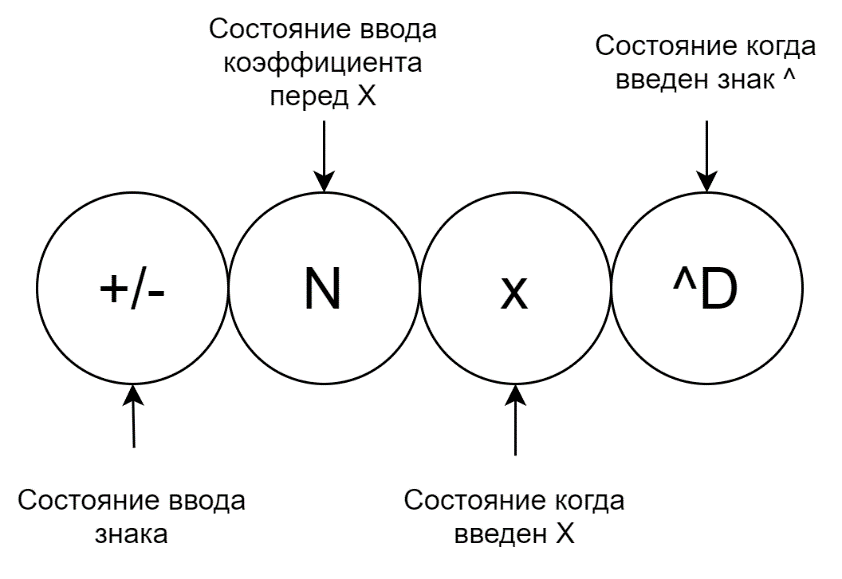 Состояние ввода
коэффициента
перед X
Состояние когда
введен знак ^
+/-
N
x
^D
Состояние ввода
знака
Состояние когда
введен X